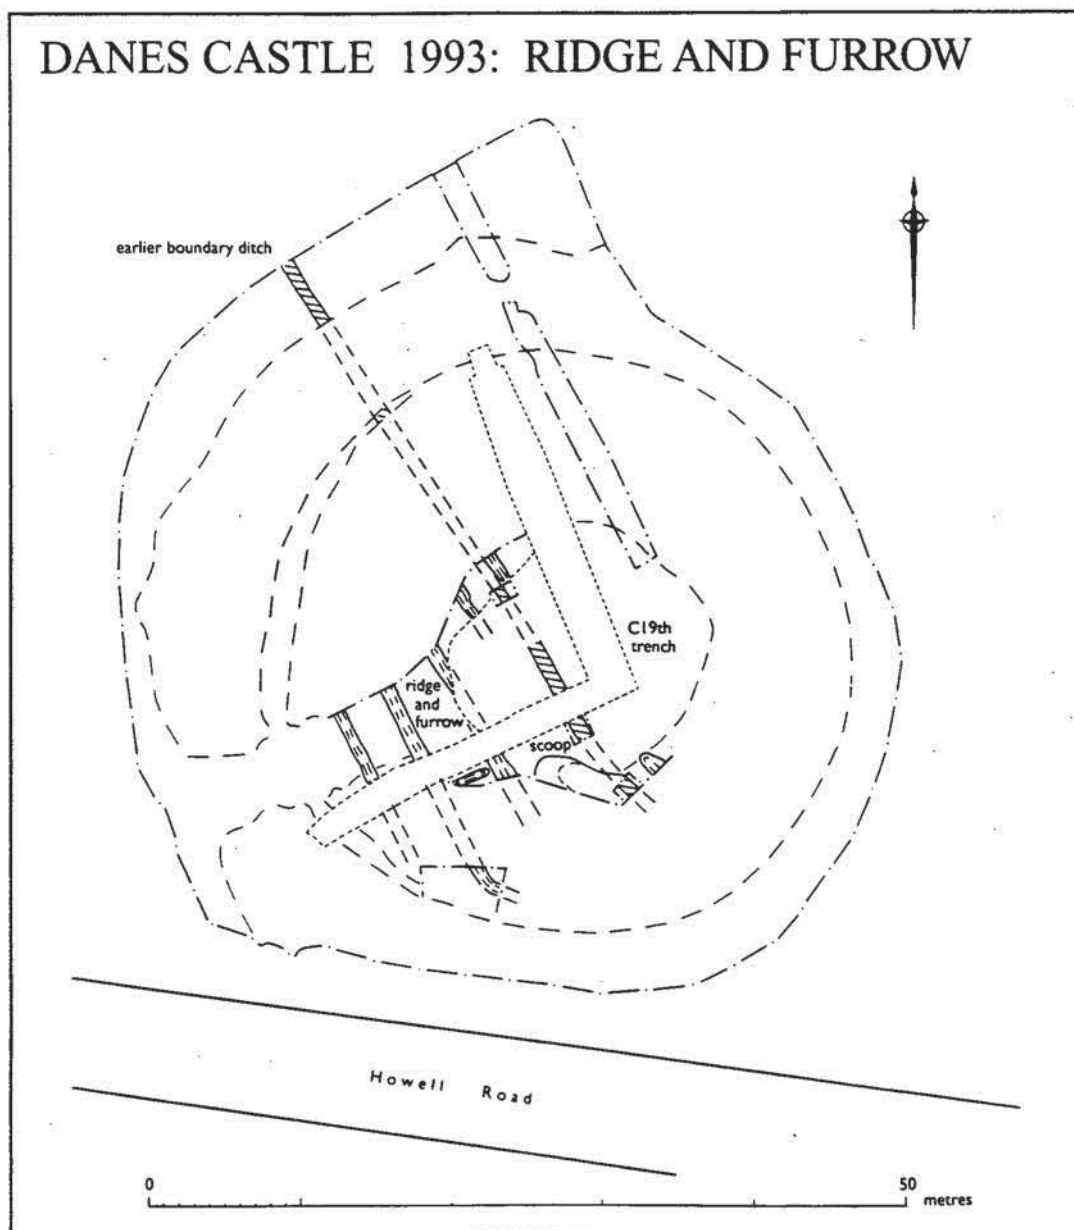 DANES CASTLE 1993: RIDGE AND FURROW
earlier boundary ditch
C19th
trench
ridge
and
furrow
scoop
Howell Road
0
50
metres